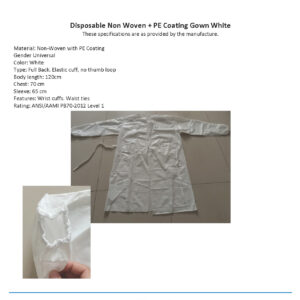 Disposable Non Woven + PE Coating Gown White
These specifications are as provided by the manufacture.
Material: Non-Woven with PE Coating
Gender Universal
Color: White
Type: Full Back. Elastic cuff, no thumb loop
Body length: 120cm
Chest: 70 cm
Sleeve: 65 cm
Features: Wrist cuffs. Waist ties
Rating: ANSI/AAMI PB70-2012 Level 1